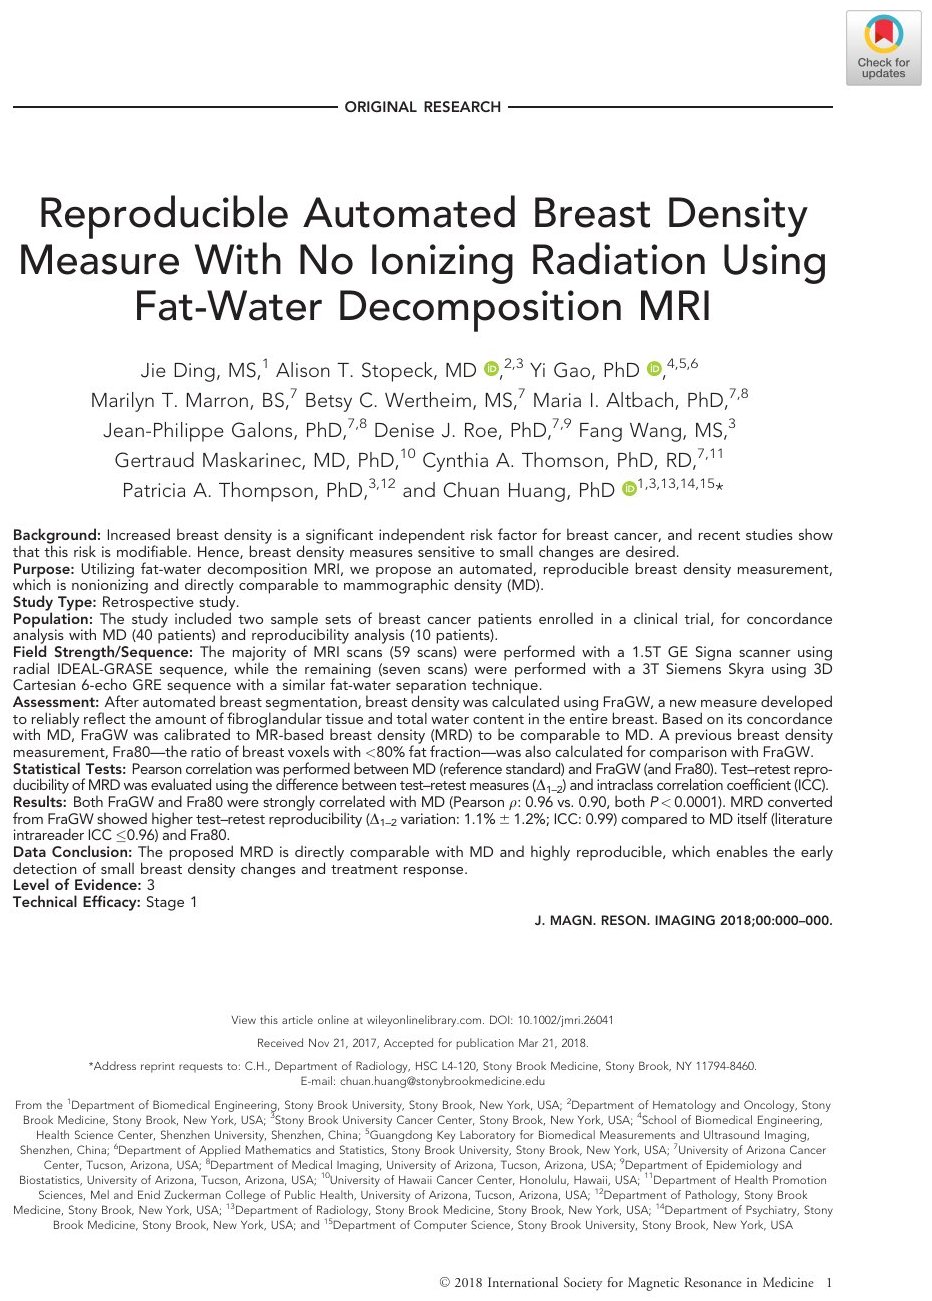 Check for
updates
ORIGINAL RESEARCH
Reproducible Automated Breast Density
Measure With No Ionizing Radiation Using
Fat-Water Decomposition MRI
Jie Ding, MS,1 Alison T. Stopeck, MD iD,2,3 Yi Gao, PhD iD,4,5,6
Marilyn T. Marron, BS,7 Betsy C. Wertheim, MS,7 Maria I. Altbach, PhD,7,8
Jean-Philippe Galons, PhD,7,8 Denise J. Roe, PhD,7,9 Fang Wang, MS,3
Gertraud Maskarinec, MD, PhD,10 Cynthia A. Thomson, PhD, RD,7,11
Patricia A. Thompson, PhD,3,12 and Chuan Huang, PhD iD1,3,13,14,15*
Background: Increased breast density is a significant independent risk factor for breast cancer, and recent studies show
that this risk is modifiable. Hence, breast density measures sensitive to small changes are desired.
Purpose: Utilizing fat-water decomposition MRI, we propose an automated, reproducible breast density measurement,
which is nonionizing and directly comparable to mammographic density (MD).
Study Type: Retrospective study.
Population: The study included two sample sets of breast cancer patients enrolled in a clinical trial, for concordance
analysis with MD (40 patients) and reproducibility analysis (10 patients).
Field Strength/Sequence: The majority of MRI scans (59 scans) were performed with a 1.5T GE Signa scanner using
radial IDEAL-GRASE sequence, while the remaining (seven scans) were performed with a 3T Siemens Skyra using 3D
Cartesian 6-echo GRE sequence with a similar fat-water separation technique.
Assessment: After automated breast segmentation, breast density was calculated using FraGW, a new measure developed
to reliably reflect the amount of fibroglandular tissue and total water content in the entire breast. Based on its concordance
with MD, FraGW was calibrated to MR-based breast density (MRD) to be comparable to MD. A previous breast density
measurement, Fra80—the ratio of breast voxels with <80% fat fraction—was also calculated for comparison with FraGW.
Statistical Tests: Pearson correlation was performed between MD (reference standard) and FraGW (and Fra80). Test–retest repro-
ducibility of MRD was evaluated using the difference between test–retest measures (Δ1–2) and intraclass correlation coefficient (ICC).
Results: Both FraGW and Fra80 were strongly correlated with MD (Pearson ρ: 0.96 vs. 0.90, both P < 0.0001). MRD converted
from FraGW showed higher test–retest reproducibility (Δ1–2 variation: 1.1% ± 1.2%; ICC: 0.99) compared to MD itself (literature
intrareader ICC ≤0.96) and Fra80.
Data Conclusion: The proposed MRD is directly comparable with MD and highly reproducible, which enables the early
detection of small breast density changes and treatment response.
Level of Evidence: 3
Technical Efficacy: Stage 1
J. MAGN. RESON. IMAGING 2018;00:000–000.
View this article online at wileyonlinelibrary.com. DOI: 10.1002/jmri.26041
Received Nov 21, 2017, Accepted for publication Mar 21, 2018.
*Address reprint requests to: C.H., Department of Radiology, HSC L4-120, Stony Brook Medicine, Stony Brook, NY 11794-8460.
E-mail: chuan.huang@stonybrookmedicine.edu
From the 1Department of Biomedical Engineering, Stony Brook University, Stony Brook, New York, USA; 2Department of Hematology and Oncology, Stony
Brook Medicine, Stony Brook, New York, USA; 3Stony Brook University Cancer Center, Stony Brook, New York, USA; 4School of Biomedical Engineering,
Health Science Center, Shenzhen University, Shenzhen, China; 5Guangdong Key Laboratory for Biomedical Measurements and Ultrasound Imaging,
Shenzhen, China; 6Department of Applied Mathematics and Statistics, Stony Brook University, Stony Brook, New York, USA; 7University of Arizona Cancer
Center, Tucson, Arizona, USA; 8Department of Medical Imaging, University of Arizona, Tucson, Arizona, USA; 9Department of Epidemiology and
Biostatistics, University of Arizona, Tucson, Arizona, USA; 10University of Hawaii Cancer Center, Honolulu, Hawaii, USA; 11Department of Health Promotion
Sciences, Mel and Enid Zuckerman College of Public Health, University of Arizona, Tucson, Arizona, USA; 12Department of Pathology, Stony Brook
Medicine, Stony Brook, New York, USA; 13Department of Radiology, Stony Brook Medicine, Stony Brook, New York, USA; 14Department of Psychiatry, Stony
Brook Medicine, Stony Brook, New York, USA; and 15Department of Computer Science, Stony Brook University, Stony Brook, New York, USA
© 2018 International Society for Magnetic Resonance in Medicine 1